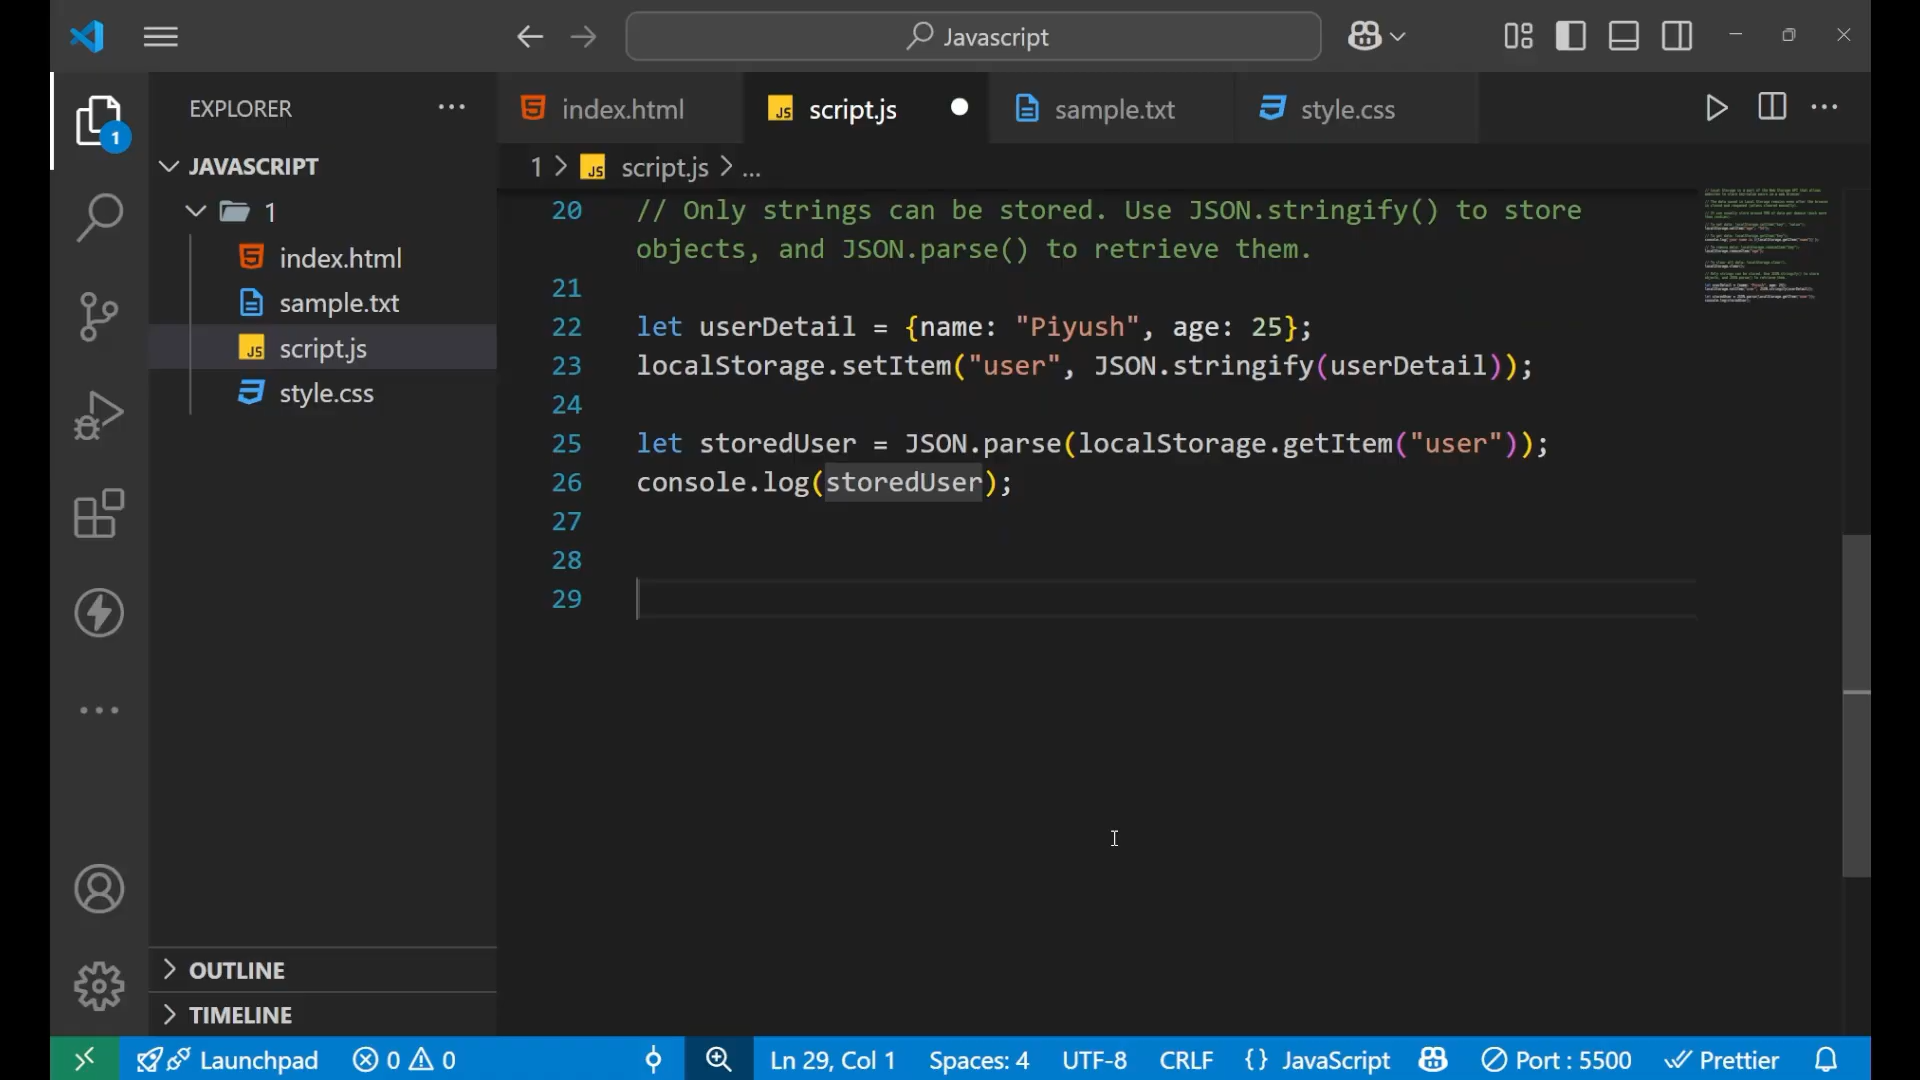 Javascript
EXPLORER
index.html
script.js
sample.txt
style.css
1
JAVASCRIPT
1
index.html
sample.txt
script.js
style.css
1 > script.js > ...
20 // Only strings can be stored. Use JSON.stringify() to store
objects, and JSON.parse() to retrieve them.
21
22 let userDetail = {name: "Piyush", age: 25};
23 localStorage.setItem("user", JSON.stringify(userDetail));
24
25 let storedUser = JSON.parse(localStorage.getItem("user"));
26 console.log(storedUser);
27
28
29
OUTLINE
TIMELINE
Launchpad 0 0 Ln 29, Col 1 Spaces: 4 UTF-8 CRLF {} JavaScript Port : 5500 Prettier